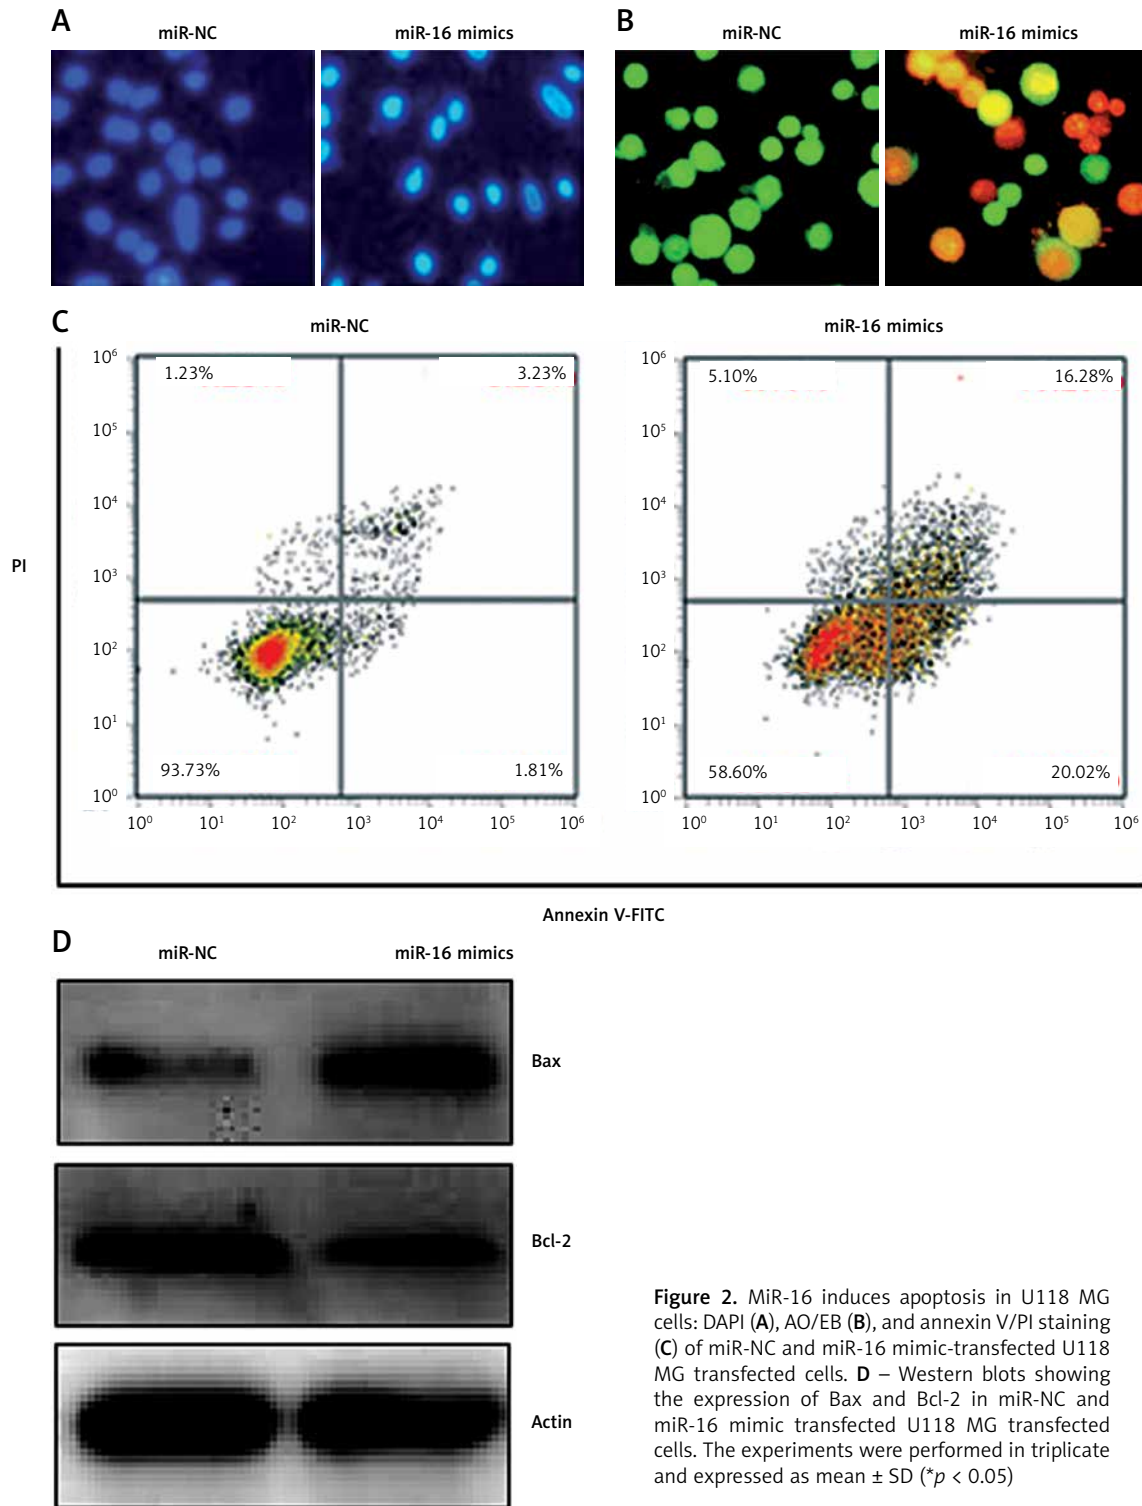 A
miR-NC
miR-16 mimics
B
miR-NC
miR-16 mimics
C
miR-NC
miR-16 mimics
PI
10⁶
10⁵
10⁴
10³
10²
10¹
10⁰
1.23%
3.23%
93.73%
1.81%
10⁰ 10¹ 10² 10³ 10⁴ 10⁵ 10⁶
10⁶
10⁵
10⁴
10³
10²
10¹
10⁰
5.10%
16.28%
58.60%
20.02%
10⁰ 10¹ 10² 10³ 10⁴ 10⁵ 10⁶
Annexin V-FITC
D
miR-NC
miR-16 mimics
Bax
Bcl-2
Actin
Figure 2. MiR-16 induces apoptosis in U118 MG
cells: DAPI (A), AO/EB (B), and annexin V/PI staining
(C) of miR-NC and miR-16 mimic-transfected U118
MG transfected cells. D – Western blots showing
the expression of Bax and Bcl-2 in miR-NC and
miR-16 mimic transfected U118 MG transfected
cells. The experiments were performed in triplicate
and expressed as mean ± SD (*p < 0.05)